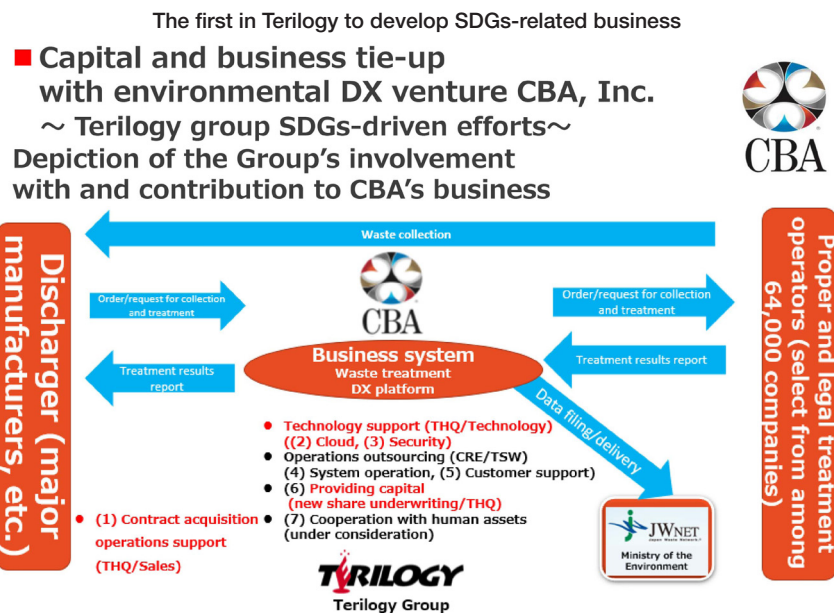 The first in Terilogy to develop SDGs-related business
■ Capital and business tie-up
with environmental DX venture CBA, Inc.
～ Terilogy group SDGs-driven efforts～
Depiction of the Group's involvement
with and contribution to CBA's business
CBA
Discharger (major
manufacturers, etc.)
Waste collection
Order/request for collection
and treatment
CBA
Order/request for collection
and treatment
Treatment results
report
Business system
Waste treatment
DX platform
Treatment results report
Data filing/delivery
Proper and legal treatment
operators (select from among
64,000 companies)
● Technology support (THQ/Technology)
((2) Cloud, (3) Security)
● Operations outsourcing (CRE/TSW)
(4) System operation, (5) Customer support)
● (6) Providing capital
(new share underwriting/THQ)
● (7) Cooperation with human assets
(under consideration)
● (1) Contract acquisition
operations support
(THQ/Sales)
JWNET
Japan Waste Network
Ministry of the
Environment
TERILOGY
Terilogy Group